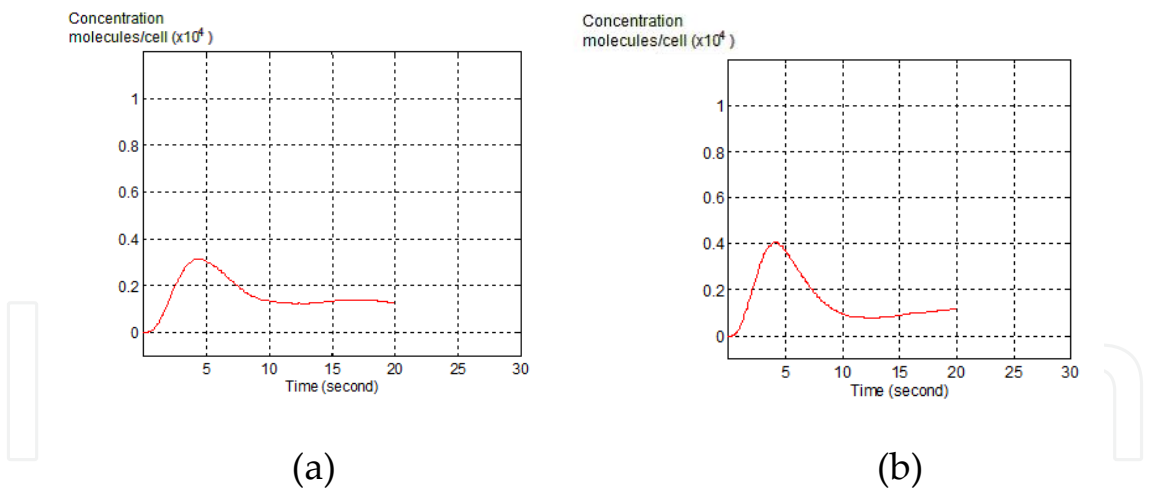 Concentration
molecules/cell (x10⁴ )
1
0.8
0.6
0.4
0.2
0
5 10 15 20 25 30
Time (second)
(a)
Concentration
molecules/cell (x10⁴ )
1
0.8
0.6
0.4
0.2
0
5 10 15 20 25 30
Time (second)
(b)